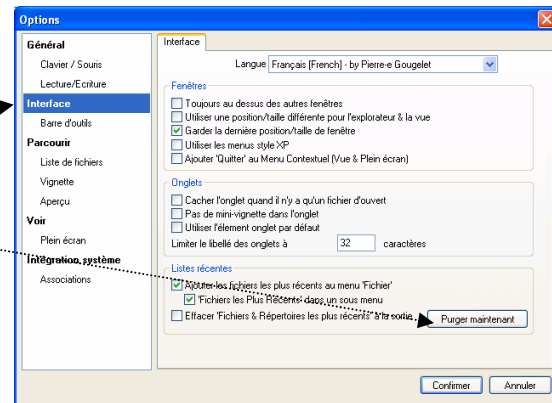 Options
Général
Clavier / Souris
Lecture/Ecriture
Interface
Barre d'outils
Parcourir
Liste de fichiers
Vignette
Aperçu
Voir
Plein écran
Intégration système
Associations
Interface
Langue Français [French] - by Pierre-e Gougelet
Fenêtres
Toujours au dessus des autres fenêtres
Utiliser une position/taille différente pour l'explorateur & la vue
Garder la dernière position/taille de fenêtre
Utiliser les menus style XP
Ajouter 'Quitter' au Menu Contextuel (Vue & Plein écran)
Onglets
Cacher l'onglet quand il n'y a qu'un fichier d'ouvert
Pas de mini-vignette dans l'onglet
Utiliser l'élement onglet par défaut
Limiter le libellé des onglets à 32 caractères
Listes récentes
Ajouter les fichiers les plus récents au menu 'Fichier'
'Fichiers les Plus Récents' dans un sous menu
Effacer 'Fichiers & Répertoires les plus récents' à la sortie Purger maintenant
Confirmer Annuler